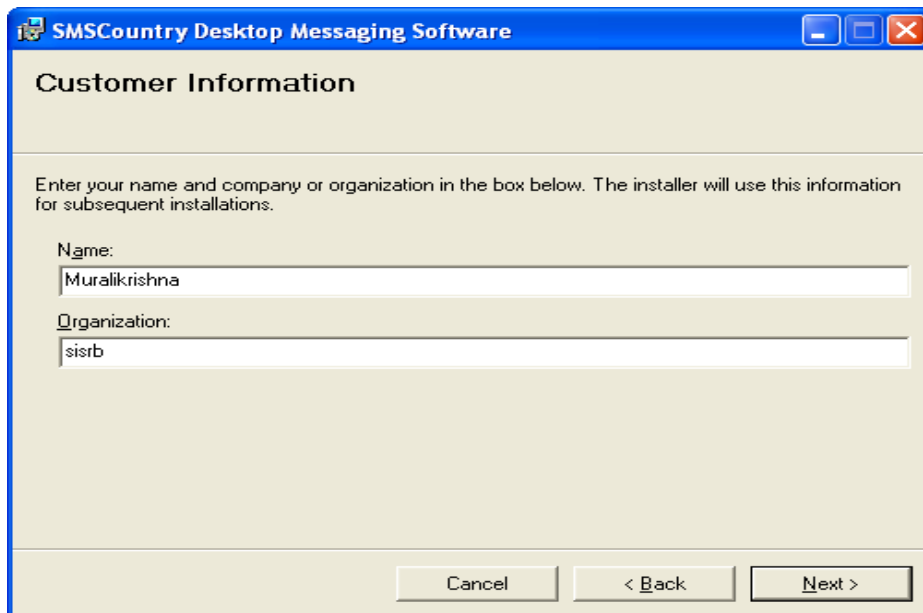 SMSCountry Desktop Messaging Software
Customer Information
Enter your name and company or organization in the box below. The installer will use this information
for subsequent installations.
Name:
Muralikrishna
Organization:
sisrb
Cancel
< Back
Next >